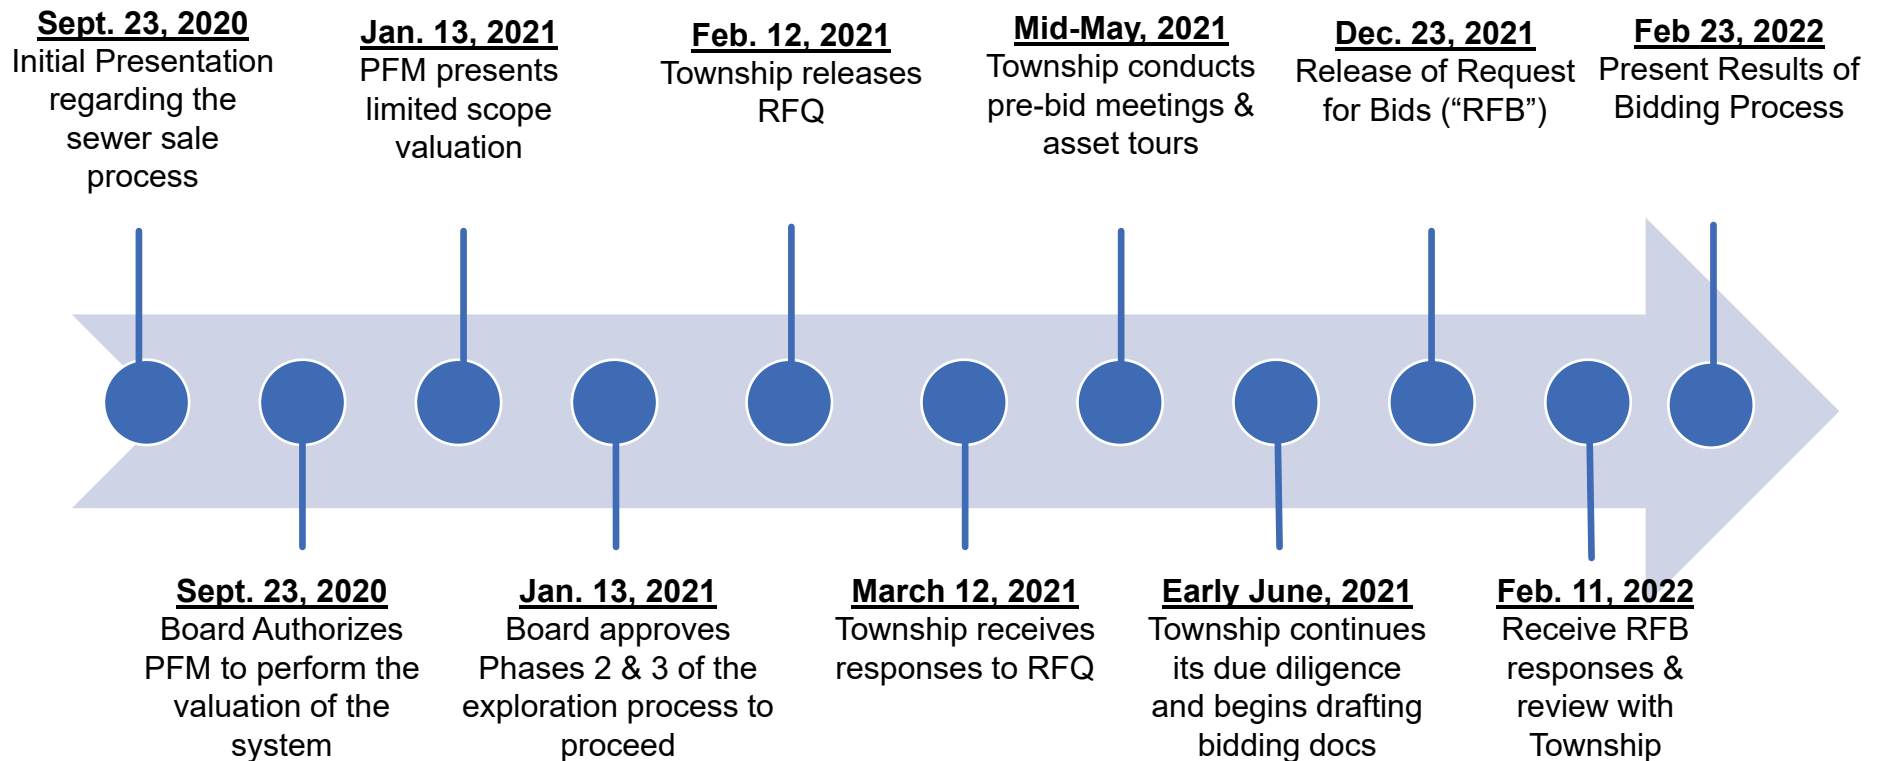 Sept. 23, 2020
Initial Presentation
regarding the
sewer sale
process
Jan. 13, 2021
PFM presents
limited scope
valuation
Feb. 12, 2021
Township releases
RFQ
Mid-May, 2021
Township conducts
pre-bid meetings &
asset tours
Dec. 23, 2021
Release of Request
for Bids (“RFB”)
Feb 23, 2022
Present Results of
Bidding Process
Sept. 23, 2020
Board Authorizes
PFM to perform the
valuation of the
system
Jan. 13, 2021
Board approves
Phases 2 & 3 of the
exploration process to
proceed
March 12, 2021
Township receives
responses to RFQ
Early June, 2021
Township continues
its due diligence
and begins drafting
bidding docs
Feb. 11, 2022
Receive RFB
responses &
review with
Township